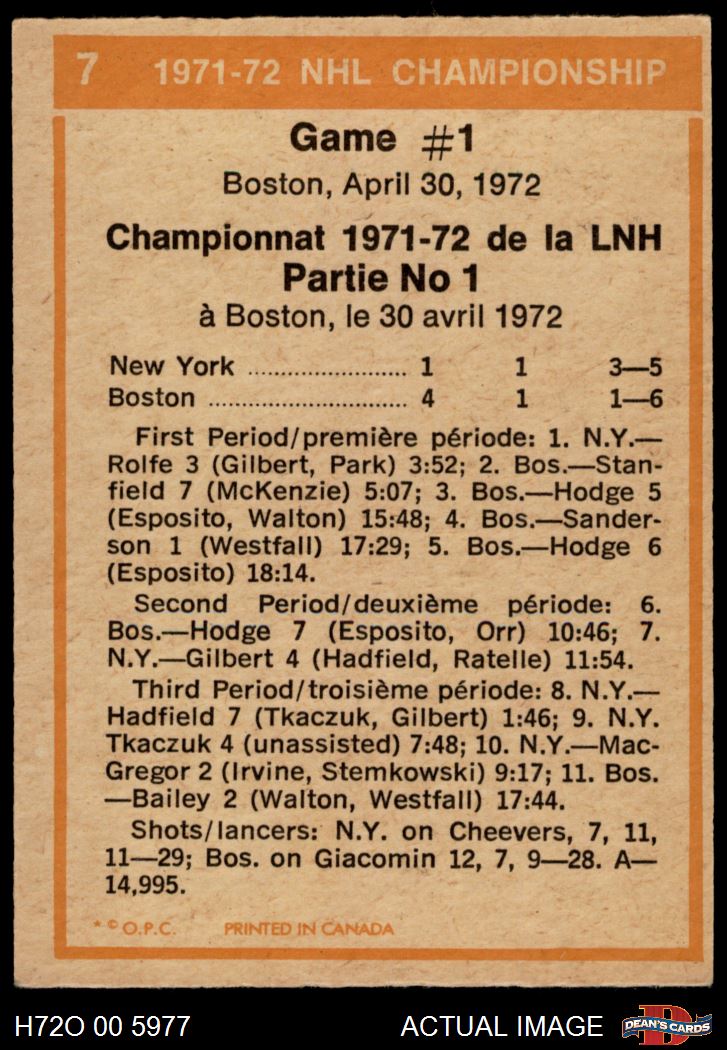 7 1971-72 NHL CHAMPIONSHIP
Game #1
Boston, April 30, 1972
Championnat 1971-72 de la LNH
Partie No 1
à Boston, le 30 avril 1972
New York ........................ 1 1 3—5
Boston .............................. 4 1 1—6
First Period/première période: 1. N.Y.—
Rolfe 3 (Gilbert, Park) 3:52; 2. Bos.—Stan-
field 7 (McKenzie) 5:07; 3. Bos.—Hodge 5
(Esposito, Walton) 15:48; 4. Bos.—Sander-
son 1 (Westfall) 17:29; 5. Bos.—Hodge 6
(Esposito) 18:14.
Second Period/deuxième période: 6.
Bos.—Hodge 7 (Esposito, Orr) 10:46; 7.
N.Y.—Gilbert 4 (Hadfield, Ratelle) 11:54.
Third Period/troisième période: 8. N.Y.—
Hadfield 7 (Tkaczuk, Gilbert) 1:46; 9. N.Y.
Tkaczuk 4 (unassisted) 7:48; 10. N.Y.—Mac-
Gregor 2 (Irvine, Stemkowski) 9:17; 11. Bos.
—Bailey 2 (Walton, Westfall) 17:44.
Shots/lancers: N.Y. on Cheevers, 7, 11,
11—29; Bos. on Giacomin 12, 7, 9—28. A—
14,995.
* © O.P.C. PRINTED IN CANADA
H72O 00 5977 ACTUAL IMAGE D DEAN'S CARDS